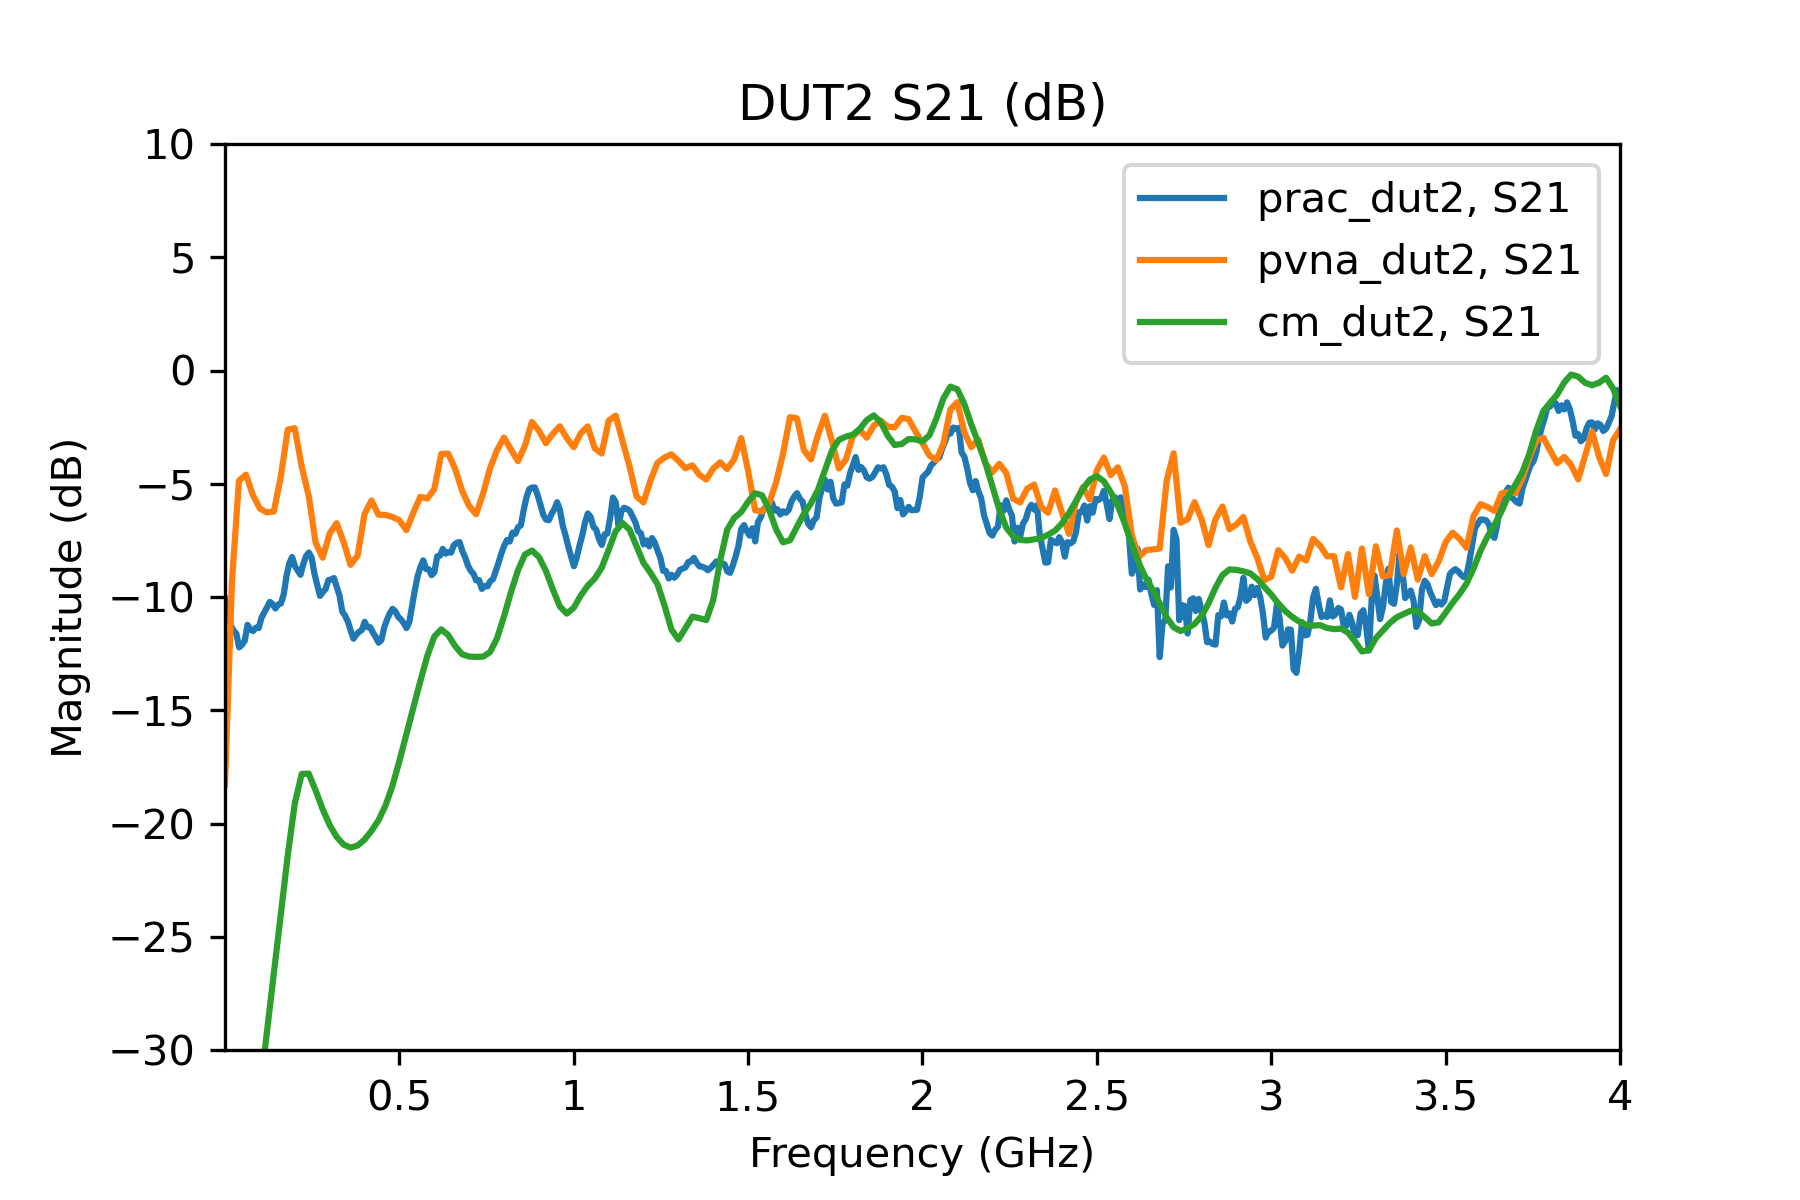 DUT2 S21 (dB)
10
5
0
−5
−10
−15
−20
−25
−30
Magnitude (dB)
prac_dut2, S21
pvna_dut2, S21
cm_dut2, S21
0.5 1 1.5 2 2.5 3 3.5 4
Frequency (GHz)